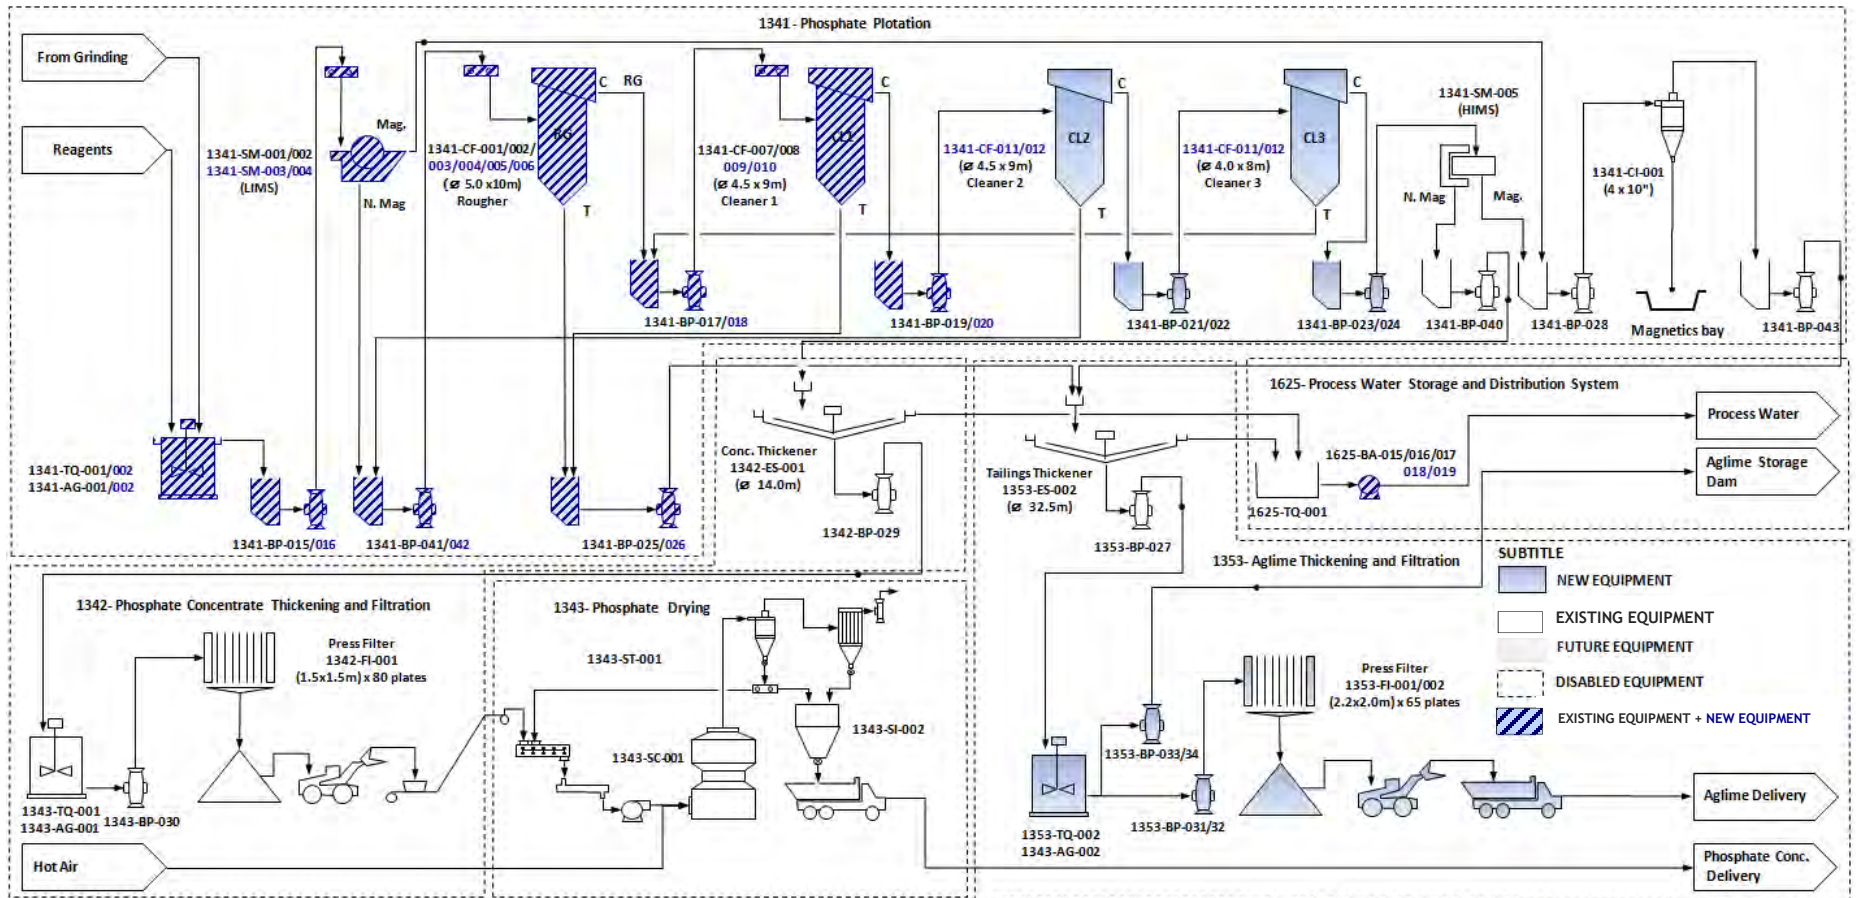 1341 - Phosphate Plotation
From Grinding
Reagents
1341-SM-001/002
1341-SM-003/004
(LIMS)
Mag.
N. Mag
1341-CF-001/002/
003/004/005/006
(Ø 5.0 x10m)
Rougher
RG
C
RG
T
1341-CF-007/008
009/010
(Ø 4.5 x 9m)
Cleaner 1
CL1
C
T
1341-CF-011/012
(Ø 4.5 x 9m)
Cleaner 2
CL2
C
T
1341-CF-011/012
(Ø 4.0 x 8m)
Cleaner 3
CL3
C
T
1341-SM-005
(HIMS)
N. Mag
Mag.
1341-CI-001
(4 x 10")
1341-BP-017/018
1341-BP-019/020
1341-BP-021/022
1341-BP-023/024
1341-BP-040
1341-BP-028
Magnetics bay
1341-BP-043
1341-TQ-001/002
1341-AG-001/002
1341-BP-015/016
1341-BP-041/042
1341-BP-025/026
Conc. Thickener
1342-ES-001
(Ø 14.0m)
1342-BP-029
Tailings Thickener
1353-ES-002
(Ø 32.5m)
1353-BP-027
1625- Process Water Storage and Distribution System
1625-BA-015/016/017
018/019
1625-TQ-001
Process Water
Aglime Storage
Dam
1353- Aglime Thickening and Filtration
SUBTITLE
NEW EQUIPMENT
EXISTING EQUIPMENT
FUTURE EQUIPMENT
DISABLED EQUIPMENT
EXISTING EQUIPMENT + NEW EQUIPMENT
1342- Phosphate Concentrate Thickening and Filtration
Press Filter
1342-FI-001
(1.5x1.5m) x 80 plates
1343-TQ-001
1343-AG-001
1343-BP-030
Hot Air
1343- Phosphate Drying
1343-ST-001
1343-SC-001
1343-SI-002
1353-BP-033/34
1353-BP-031/32
1353-TQ-002
1343-AG-002
Press Filter
1353-FI-001/002
(2.2x2.0m) x 65 plates
Aglime Delivery
Phosphate Conc.
Delivery